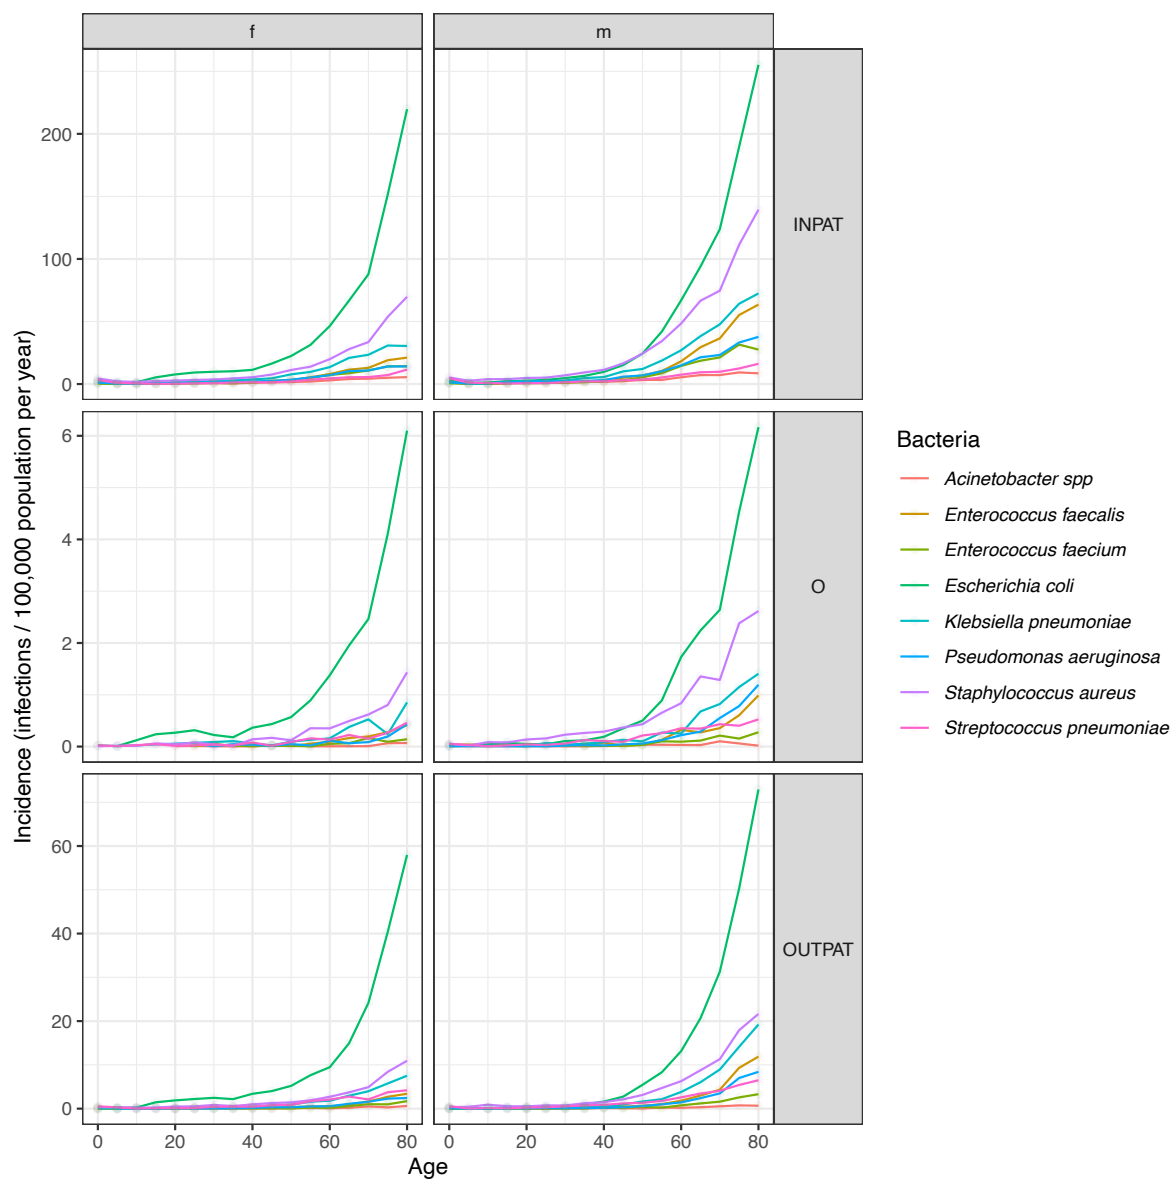 f
m
200
100
0
INPAT
6
4
2
0
O
60
40
20
0
OUTPAT
0
20
40
60
80
0
20
40
60
80
Age
Incidence (infections / 100,000 population per year)
Bacteria
Acinetobacter spp
Enterococcus faecalis
Enterococcus faecium
Escherichia coli
Klebsiella pneumoniae
Pseudomonas aeruginosa
Staphylococcus aureus
Streptococcus pneumoniae